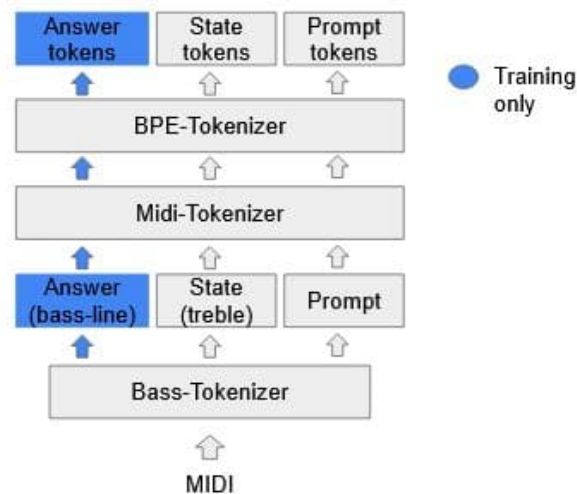 Answer
tokens
State
tokens
Prompt
tokens
Training
only
BPE-Tokenizer
Midi-Tokenizer
Answer
(bass-line)
State
(treble)
Prompt
Bass-Tokenizer
MIDI